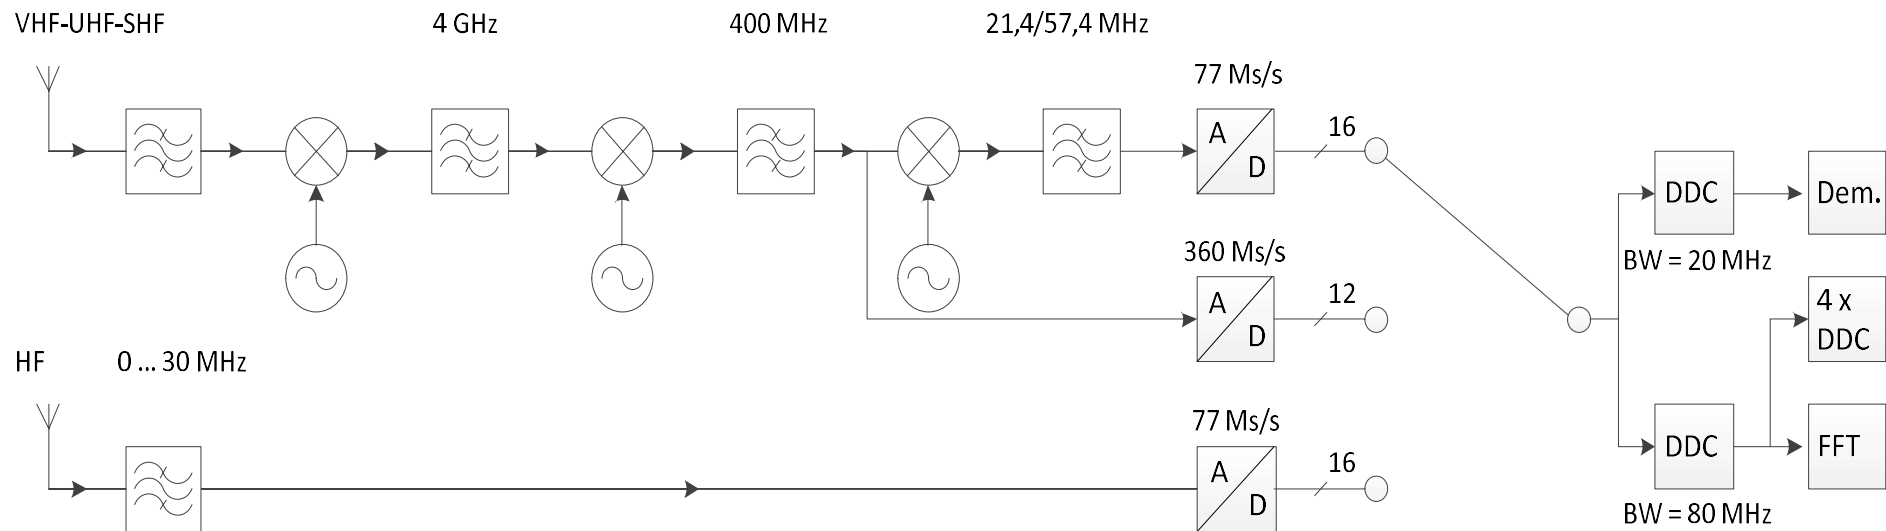 VHF-UHF-SHF
4 GHz
400 MHz
21,4/57,4 MHz
77 Ms/s
A
D
16
360 Ms/s
A
D
12
HF
0 ... 30 MHz
77 Ms/s
A
D
16
DDC
Dem.
BW = 20 MHz
4 x
DDC
DDC
FFT
BW = 80 MHz